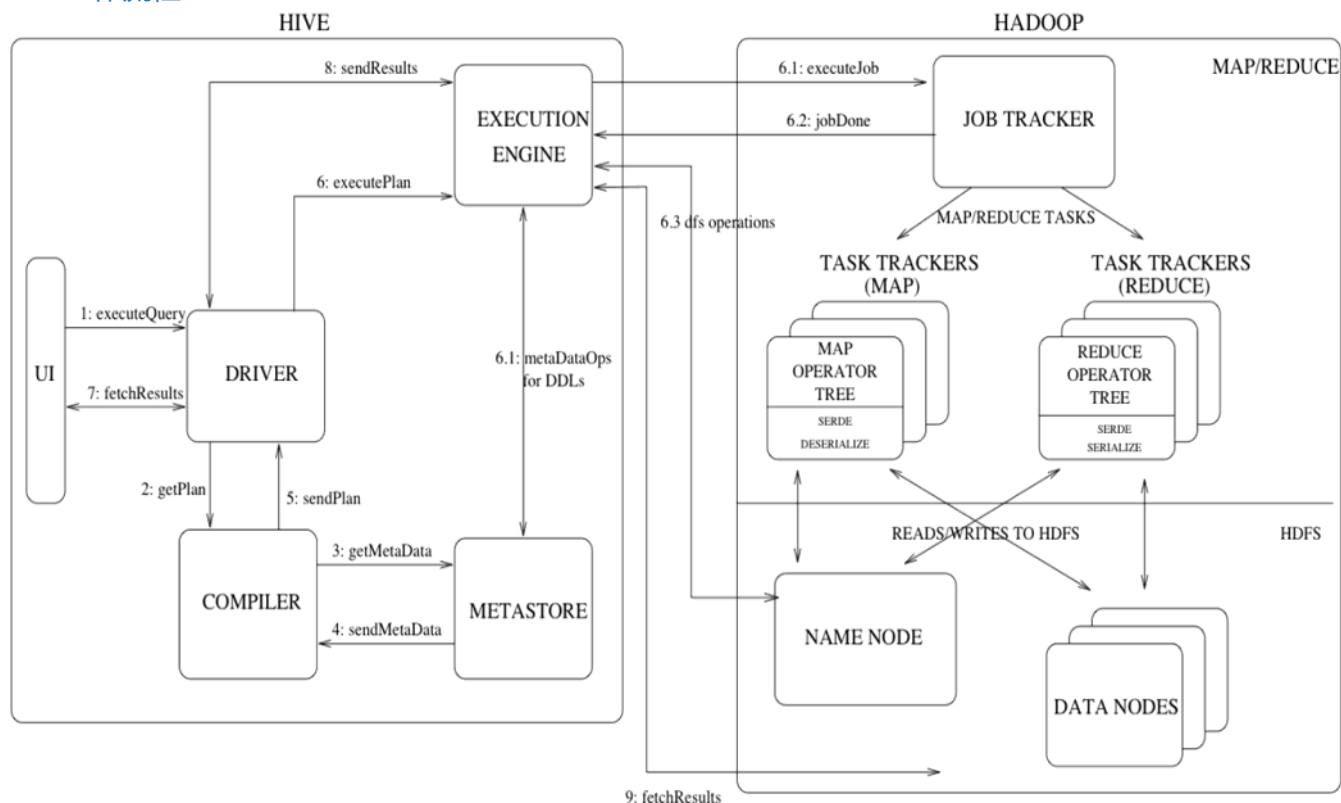 HIVE
HADOOP
MAP/REDUCE
8: sendResults
6.1: executeJob
EXECUTION
ENGINE
6.2: jobDone
JOB TRACKER
6: executePlan
6.3 dfs operations
MAP/REDUCE TASKS
TASK TRACKERS
(MAP)
TASK TRACKERS
(REDUCE)
1: executeQuery
UI
DRIVER
7: fetchResults
6.1: metaDataOps
for DDLs
MAP
OPERATOR
TREE
SERDE
DESERIALIZE
REDUCE
OPERATOR
TREE
SERDE
SERIALIZE
2: getPlan
5: sendPlan
READS/WRITES TO HDFS
HDFS
3: getMetaData
COMPILER
METASTORE
4: sendMetaData
NAME NODE
DATA NODES
9: fetchResults